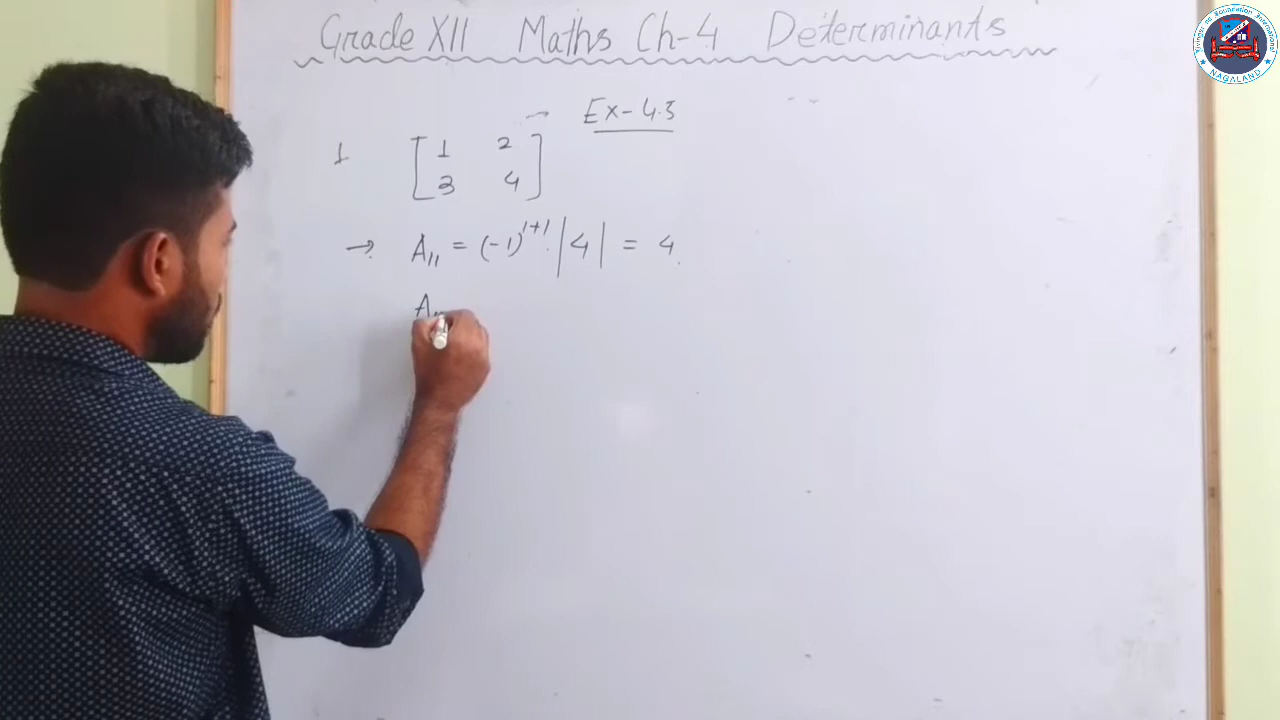 Grade XII Maths Ch-4 Determinants
Ex-4.3
1 [1 2
3 4]
→ A₁₁ = (-1)¹⁺¹ |4| = 4
A
NAGALAND